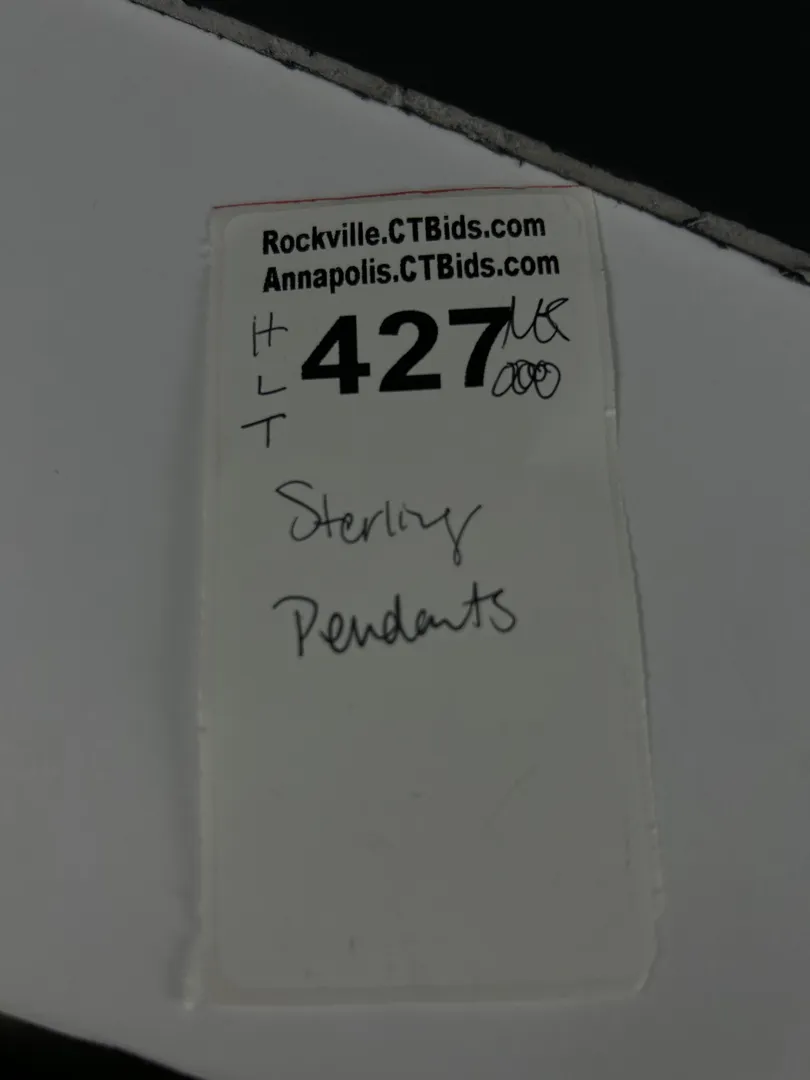 Rockville.CTBids.com
Annapolis.CTBids.com
H
L
T
427
Sterling
Pendants